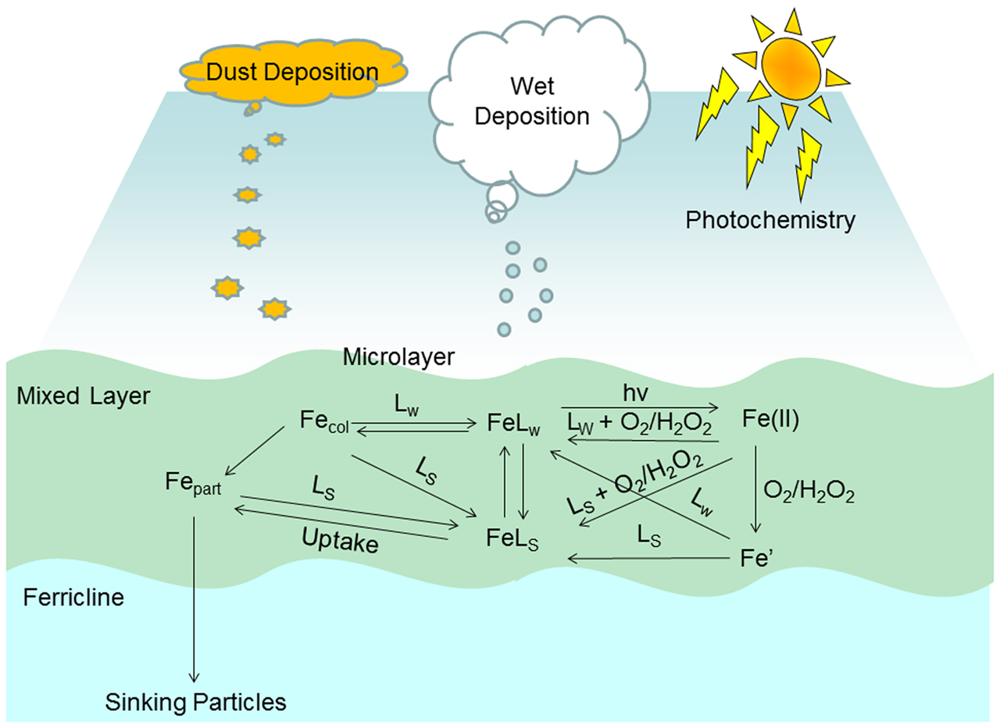 Dust Deposition
Wet
Deposition
Photochemistry
Microlayer
Mixed Layer
Fecol
Lw
FeLw
hv
LW + O2/H2O2
Fe(II)
Fepart
LS
LS
LS + O2/H2O2
Lw
O2/H2O2
Uptake
FeLS
LS
Fe’
Ferricline
Sinking Particles